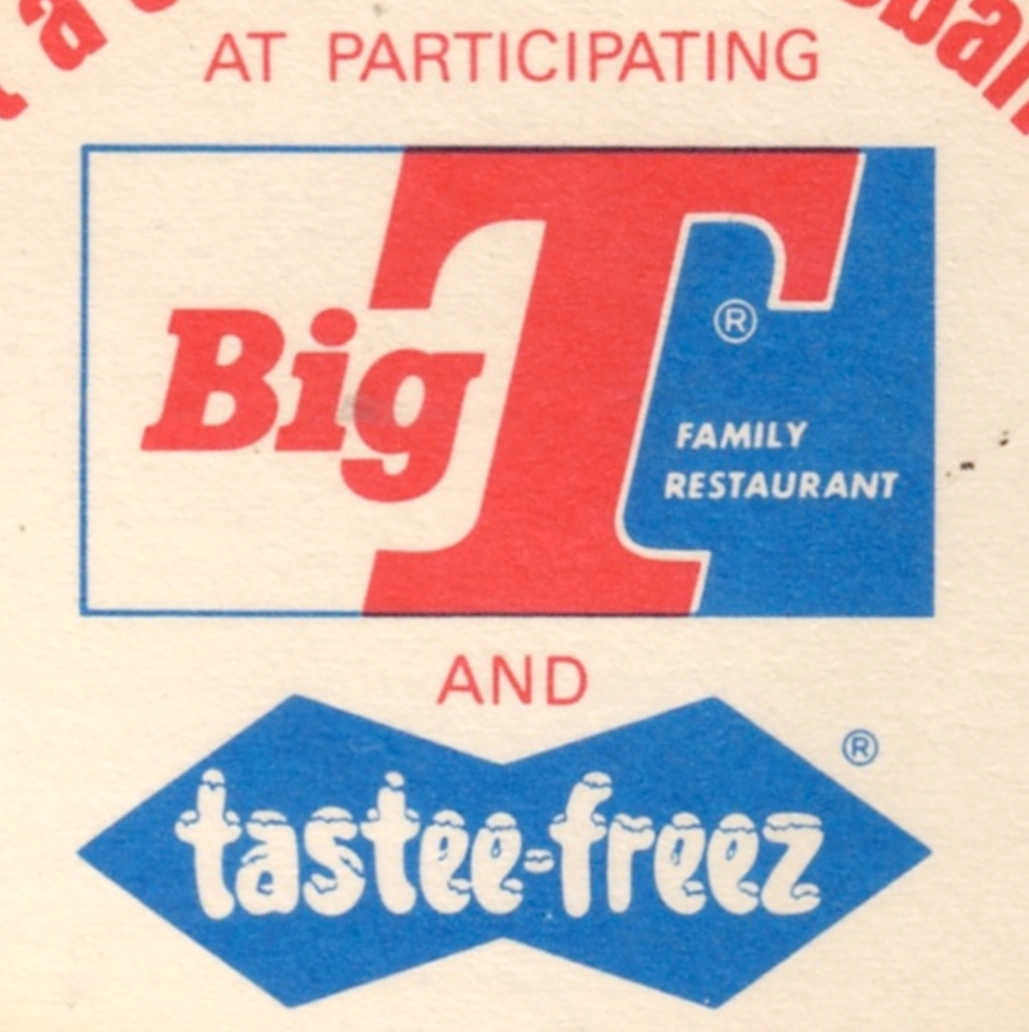 AT PARTICIPATING
Big T
®
FAMILY
RESTAURANT
AND
®
tastee-freez